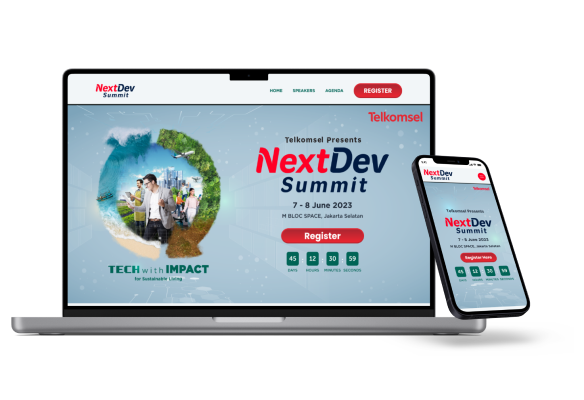 NextDev
Summit
HOME SPEAKERS AGENDA REGISTER
Telkomsel
Telkomsel Presents
NextDev
Summit
7 - 8 June 2023
M BLOC SPACE, Jakarta Selatan
Register
45 12 30 59
DAYS HOURS MINUTES SECONDS
TECH with IMPACT
for Sustainable Living
NextDev
Summit
Telkomsel
Telkomsel Presents
NextDev
Summit
7 - 8 June 2023
M BLOC SPACE, Jakarta Selatan
Register Here
45 12 30 59
DAYS HOURS MINUTES SECONDS